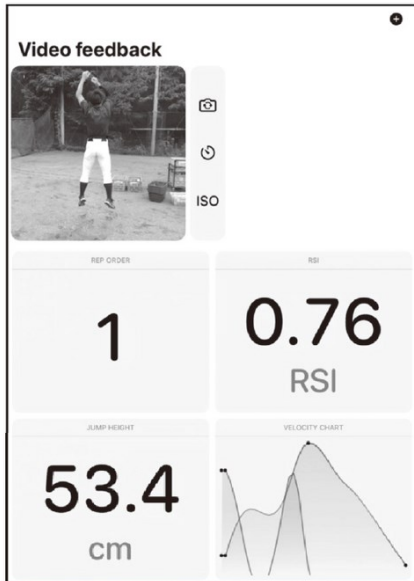 Video feedback
ISO
REP ORDER
RSI
1
0.76
RSI
JUMP HEIGHT
VELOCITY CHART
53.4
cm